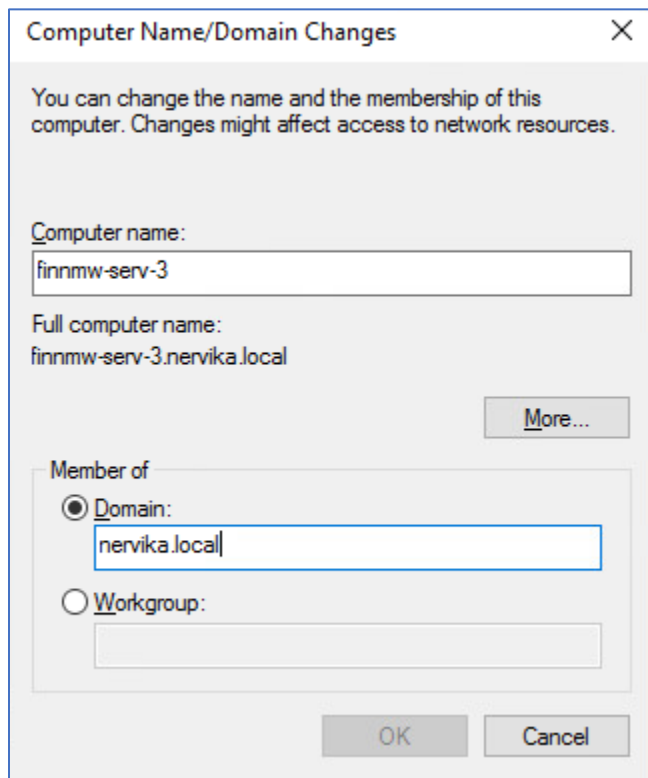 Computer Name/Domain Changes
You can change the name and the membership of this
computer. Changes might affect access to network resources.
Computer name:
finnmw-serv-3
Full computer name:
finnmw-serv-3.nervika.local
More...
Member of
Domain:
nervika.local
Workgroup:
OK
Cancel